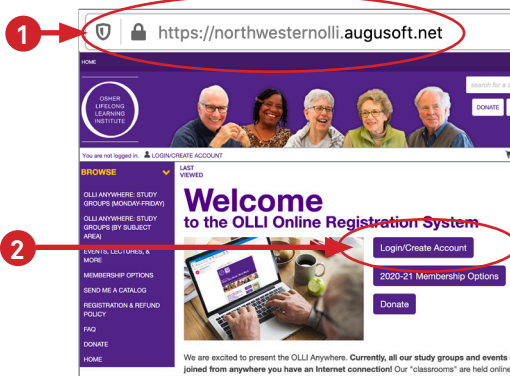 1
https://northwesternolli.augusoft.net
HOME
OSHER
LIFELONG
LEARNING
INSTITUTE
search for a c
DONATE
You are not logged in. LOGIN/CREATE ACCOUNT
BROWSE
LAST
VIEWED
OLLI ANYWHERE: STUDY
GROUPS (MONDAY-FRIDAY)
OLLI ANYWHERE: STUDY
GROUPS (BY SUBJECT
AREA)
EVENTS, LECTURES, &
MORE
MEMBERSHIP OPTIONS
SEND ME A CATALOG
REGISTRATION & REFUND
POLICY
FAQ
DONATE
HOME
Welcome
to the OLLI Online Registration System
2
Login/Create Account
2020-21 Membership Options
Donate
We are excited to present the OLLI Anywhere. Currently, all our study groups and events
joined from anywhere you have an Internet connection! Our "classrooms" are held online